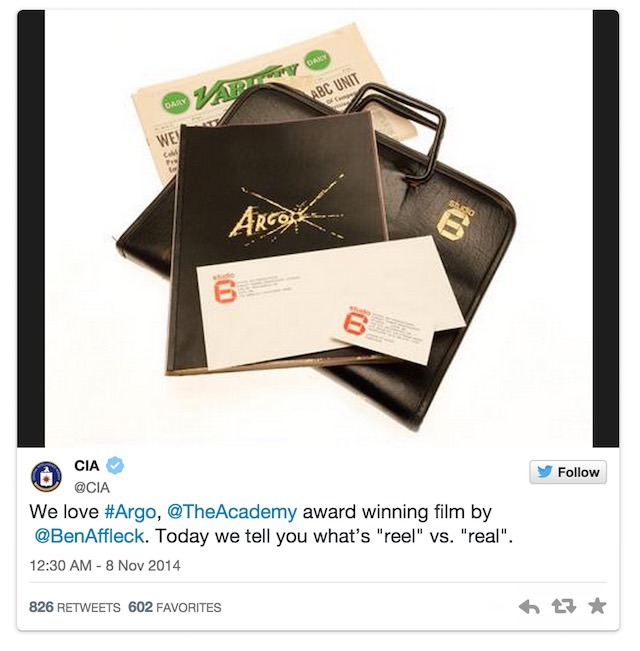 DAILY VARIETY DAILY
ABC UNIT
ARGO
studio
6
studio
6
studio
6
CIA
@CIA
Follow
We love #Argo, @TheAcademy award winning film by
@BenAffleck. Today we tell you what's "reel" vs. "real".
12:30 AM - 8 Nov 2014
826 RETWEETS 602 FAVORITES